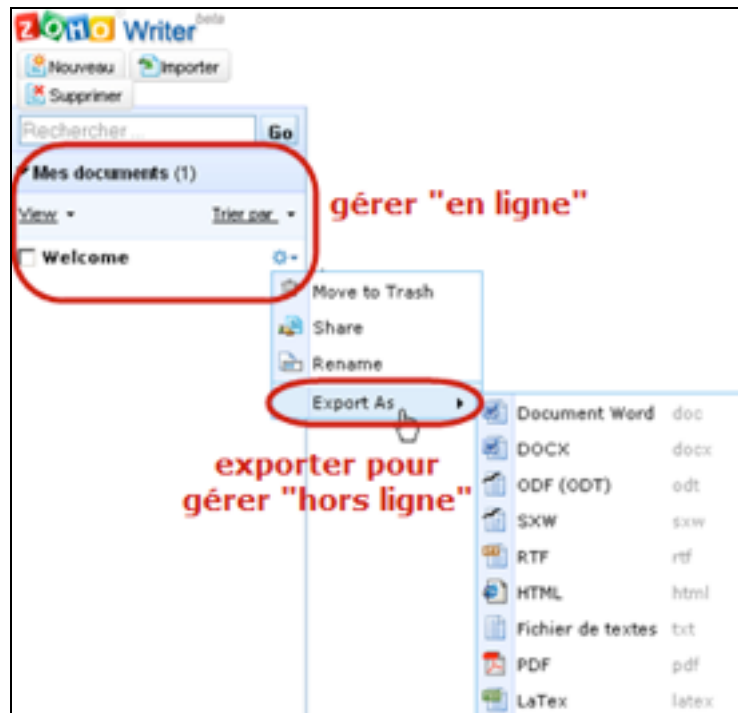 ZOHO Writer beta
Nouveau Importer
Supprimer
Rechercher ... Go
Mes documents (1)
gérer "en ligne"
View Trier par
Welcome
Move to Trash
Share
Rename
Export As
exporter pour
gérer "hors ligne"
Document Word doc
DOCX docx
ODF (ODT) odt
SXW sxw
RTF rtf
HTML html
Fichier de textes txt
PDF pdf
LaTex latex